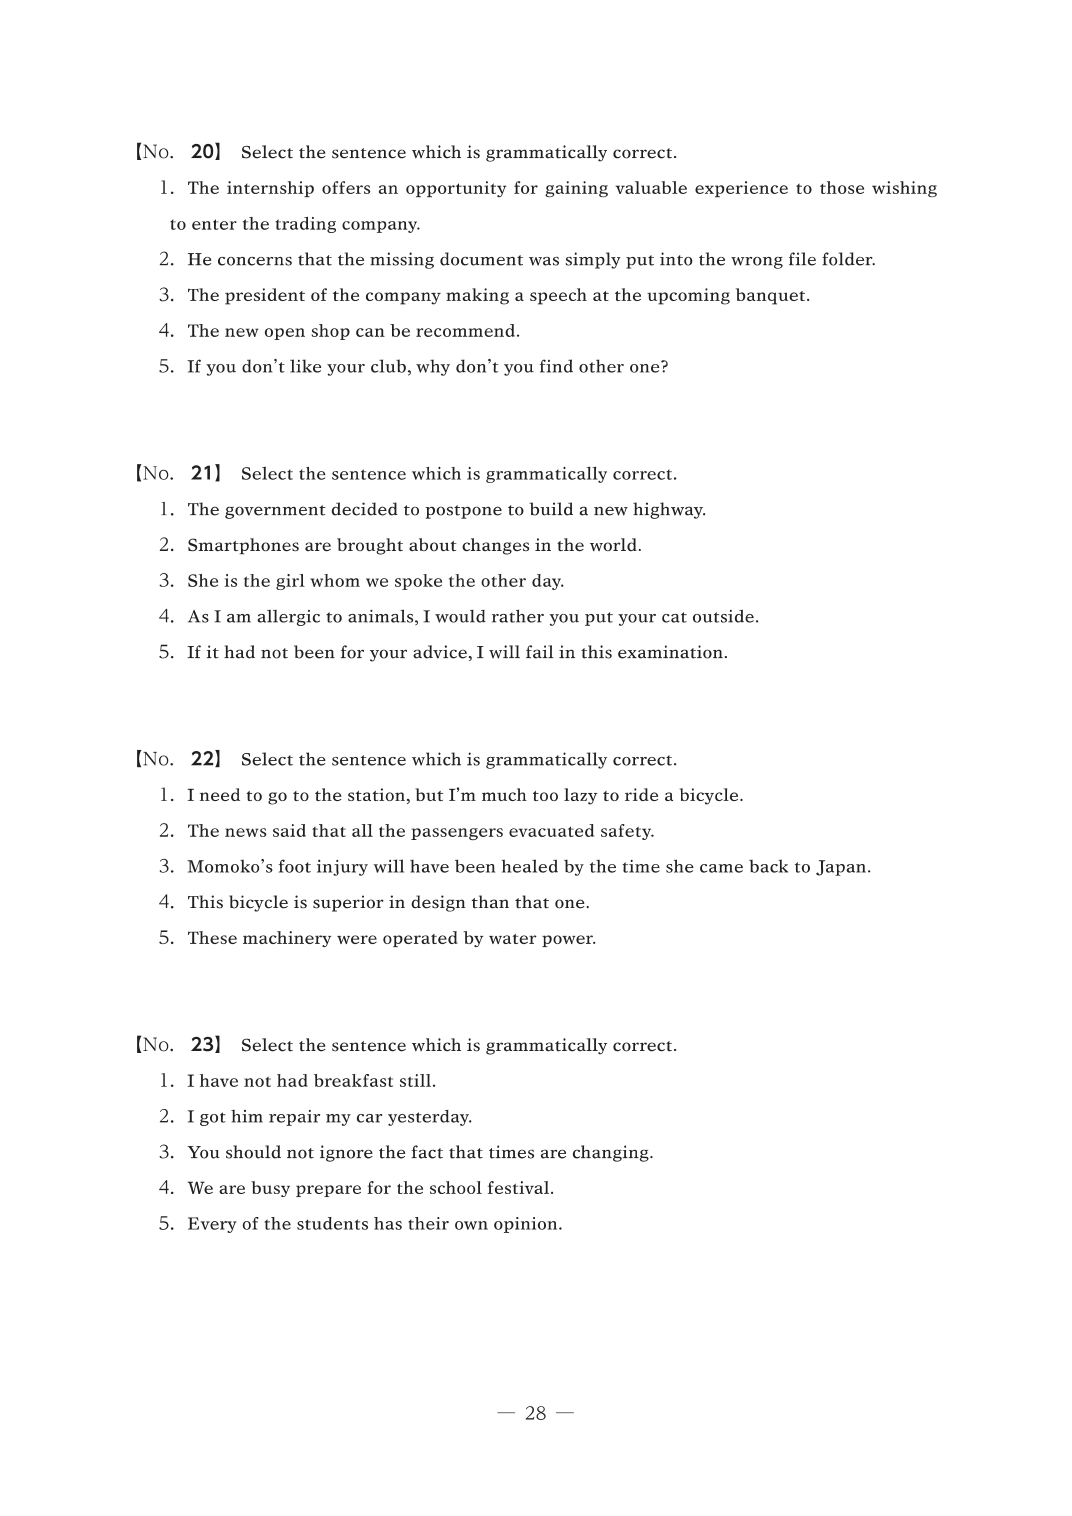 【No. 20】 Select the sentence which is grammatically correct.
1. The internship offers an opportunity for gaining valuable experience to those wishing
to enter the trading company.
2. He concerns that the missing document was simply put into the wrong file folder.
3. The president of the company making a speech at the upcoming banquet.
4. The new open shop can be recommend.
5. If you don’t like your club, why don’t you find other one?
【No. 21】 Select the sentence which is grammatically correct.
1. The government decided to postpone to build a new highway.
2. Smartphones are brought about changes in the world.
3. She is the girl whom we spoke the other day.
4. As I am allergic to animals, I would rather you put your cat outside.
5. If it had not been for your advice, I will fail in this examination.
【No. 22】 Select the sentence which is grammatically correct.
1. I need to go to the station, but I’m much too lazy to ride a bicycle.
2. The news said that all the passengers evacuated safety.
3. Momoko’s foot injury will have been healed by the time she came back to Japan.
4. This bicycle is superior in design than that one.
5. These machinery were operated by water power.
【No. 23】 Select the sentence which is grammatically correct.
1. I have not had breakfast still.
2. I got him repair my car yesterday.
3. You should not ignore the fact that times are changing.
4. We are busy prepare for the school festival.
5. Every of the students has their own opinion.
— 28 —